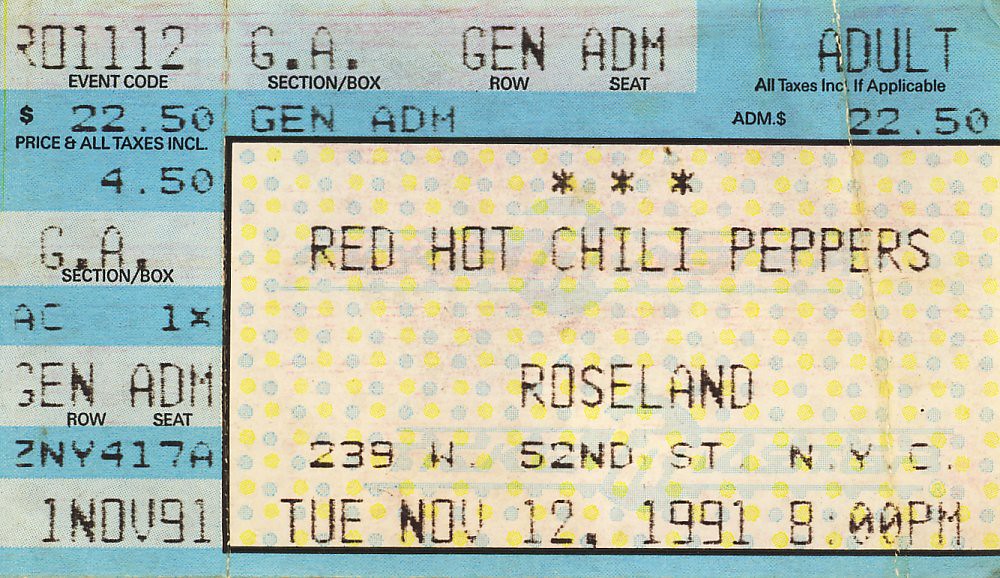 R01112 G.A. GEN ADM ADULT
EVENT CODE SECTION/BOX ROW SEAT All Taxes Incl. If Applicable
$ 22.50 GEN ADM ADM.$ 22.50
PRICE & ALL TAXES INCL.
4.50
* * *
G.A.
SECTION/BOX
RED HOT CHILI PEPPERS
AC 1x
GEN ADM
ROW SEAT
ROSELAND
ZNY417A
239 W. 52ND ST. N.Y.C.
1NOV91
TUE NOV 12, 1991 8:00PM